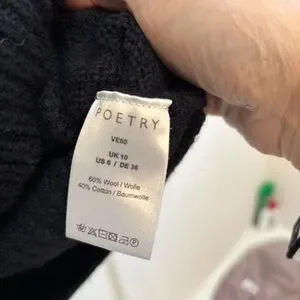 POETRY
VE60
UK 10
US 6 / DE 36
60% Wool / Wolle
40% Cotton / Baumwolle